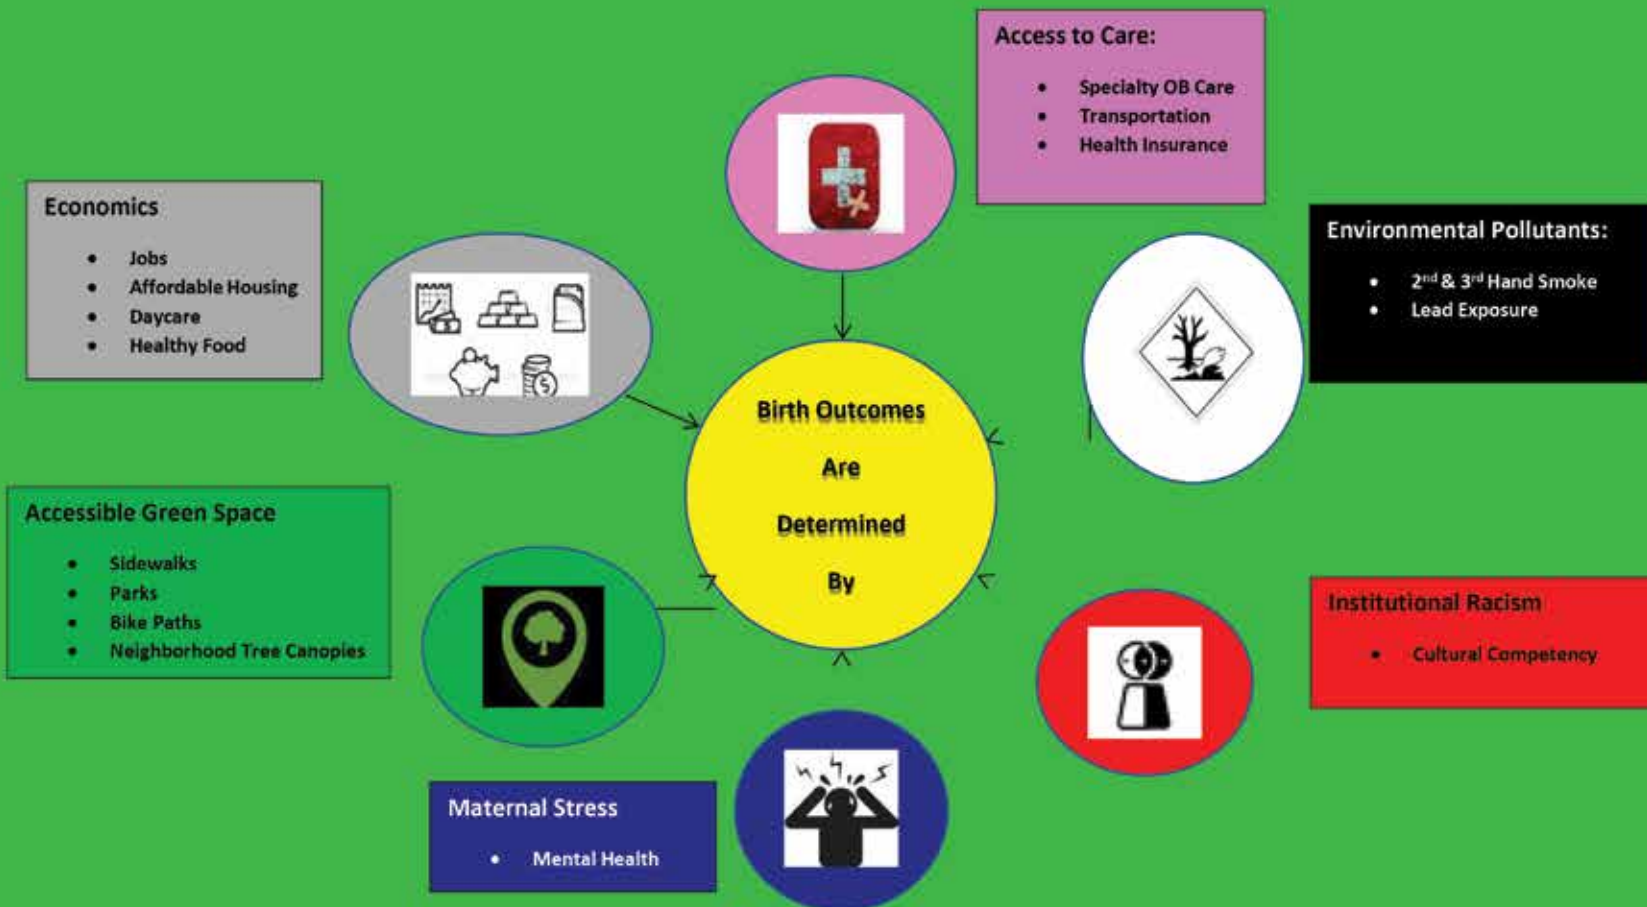 Access to Care:
• Specialty OB Care
• Transportation
• Health Insurance
Economics
• Jobs
• Affordable Housing
• Daycare
• Healthy Food
Environmental Pollutants:
• 2nd & 3rd Hand Smoke
• Lead Exposure
Birth Outcomes
Are
Determined
By
Accessible Green Space
• Sidewalks
• Parks
• Bike Paths
• Neighborhood Tree Canopies
Institutional Racism
• Cultural Competency
Maternal Stress
• Mental Health